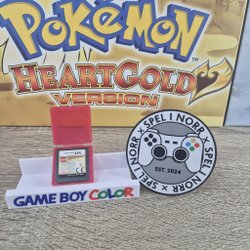 POKéMON
HEARTGOLD
VERSION
GAME BOY COLOR
SPEL I NORR × SPEL I NORR × SPEL I NORR ×
EST. 2024